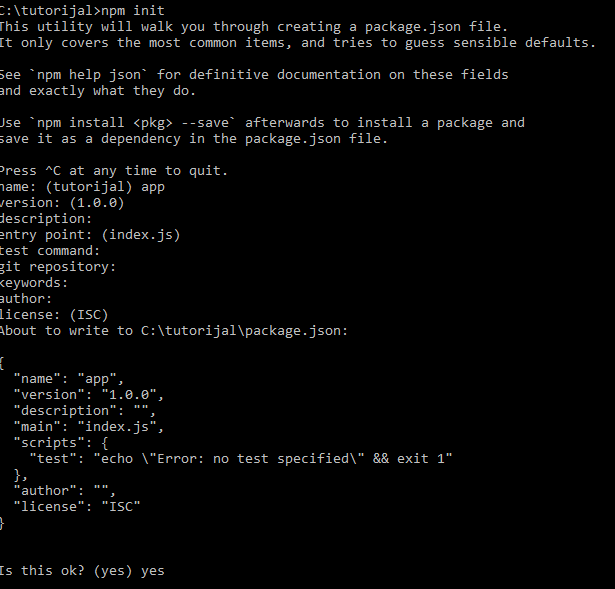 C:\tutorijal>npm init
This utility will walk you through creating a package.json file.
It only covers the most common items, and tries to guess sensible defaults.
See `npm help json` for definitive documentation on these fields
and exactly what they do.
Use `npm install <pkg> --save` afterwards to install a package and
save it as a dependency in the package.json file.
Press ^C at any time to quit.
name: (tutorijal) app
version: (1.0.0)
description:
entry point: (index.js)
test command:
git repository:
keywords:
author:
license: (ISC)
About to write to C:\tutorijal\package.json:
{
  "name": "app",
  "version": "1.0.0",
  "description": "",
  "main": "index.js",
  "scripts": {
    "test": "echo \"Error: no test specified\" && exit 1"
  },
  "author": "",
  "license": "ISC"
}
Is this ok? (yes) yes